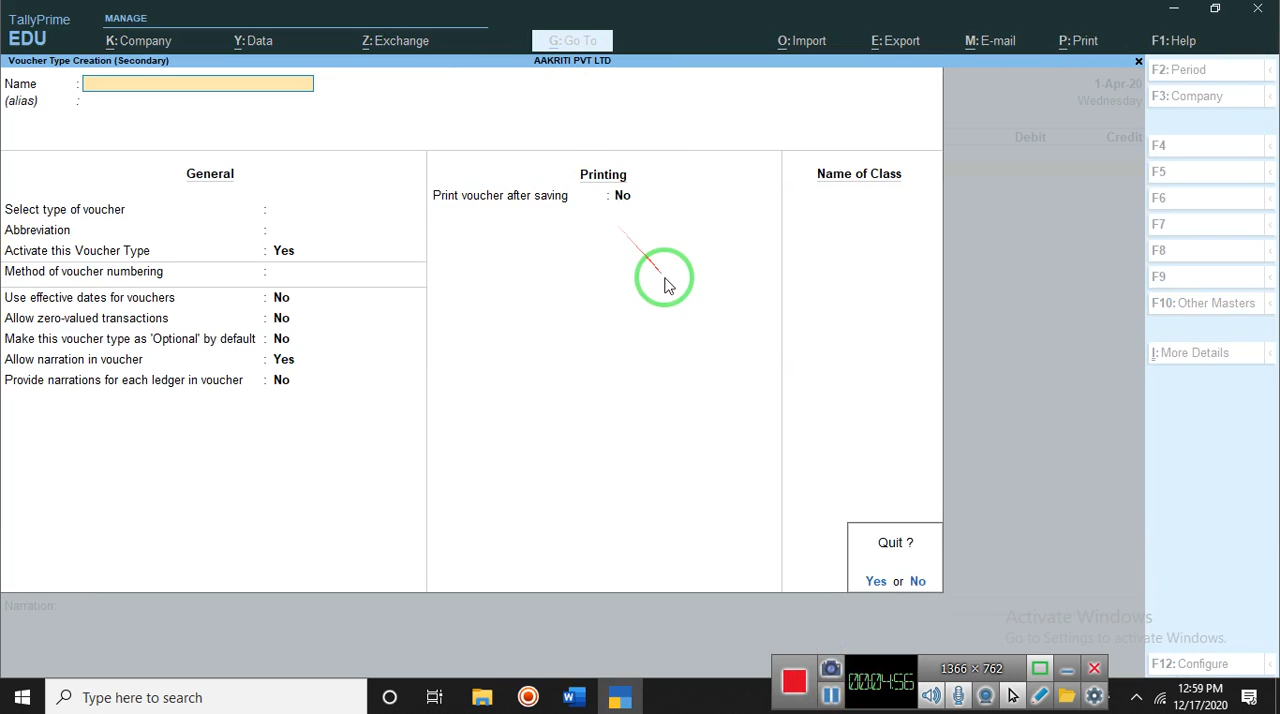 TallyPrime
EDU
MANAGE
K: Company
Y: Data
Z: Exchange
G: Go To
O: Import
E: Export
M: E-mail
P: Print
F1: Help
Voucher Type Creation (Secondary)
AAKRITI PVT LTD
Name :
(alias) :
1-Apr-20
Wednesday
Debit Credit
General
Select type of voucher :
Abbreviation :
Activate this Voucher Type : Yes
Method of voucher numbering :
Use effective dates for vouchers : No
Allow zero-valued transactions : No
Make this voucher type as 'Optional' by default : No
Allow narration in voucher : Yes
Provide narrations for each ledger in voucher : No
Printing
Print voucher after saving : No
Name of Class
Quit ?
Yes or No
Narration:
F2: Period
F3: Company
F4
F5
F6
F7
F8
F9
F10: Other Masters
I: More Details
F12: Configure
Activate Windows
Go to Settings to activate Windows.
1366 × 762
00:04:56
Type here to search
12:59 PM
12/17/2020